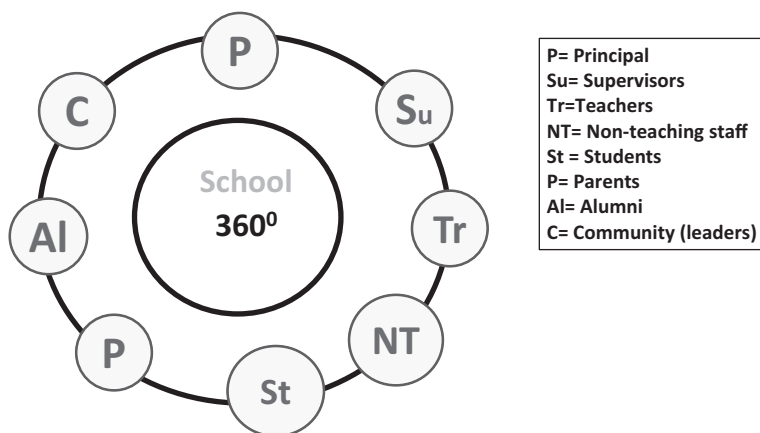 P
Su
Tr
NT
St
P
Al
C
School
360⁰
P= Principal
Su= Supervisors
Tr=Teachers
NT= Non-teaching staff
St = Students
P= Parents
Al= Alumni
C= Community (leaders)